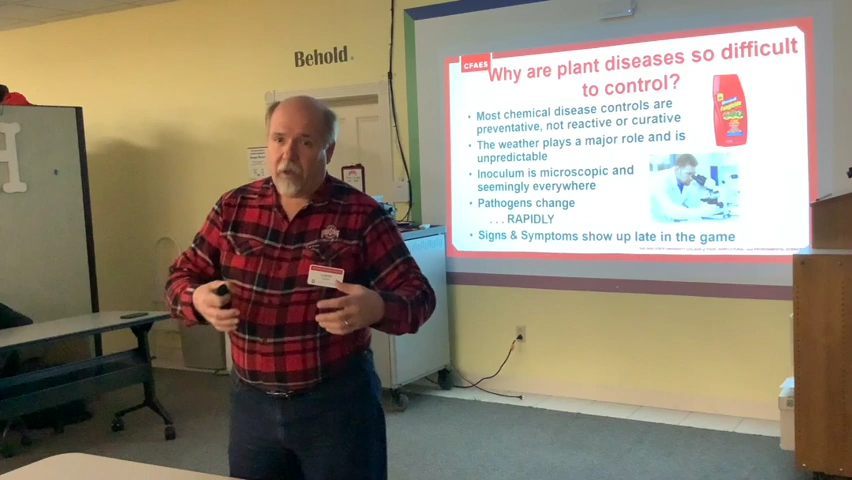 Behold.
CFAES
Why are plant diseases so difficult
to control?
• Most chemical disease controls are
preventative, not reactive or curative
• The weather plays a major role and is
unpredictable
• Inoculum is microscopic and
seemingly everywhere
• Pathogens change
. . . RAPIDLY
• Signs & Symptoms show up late in the game